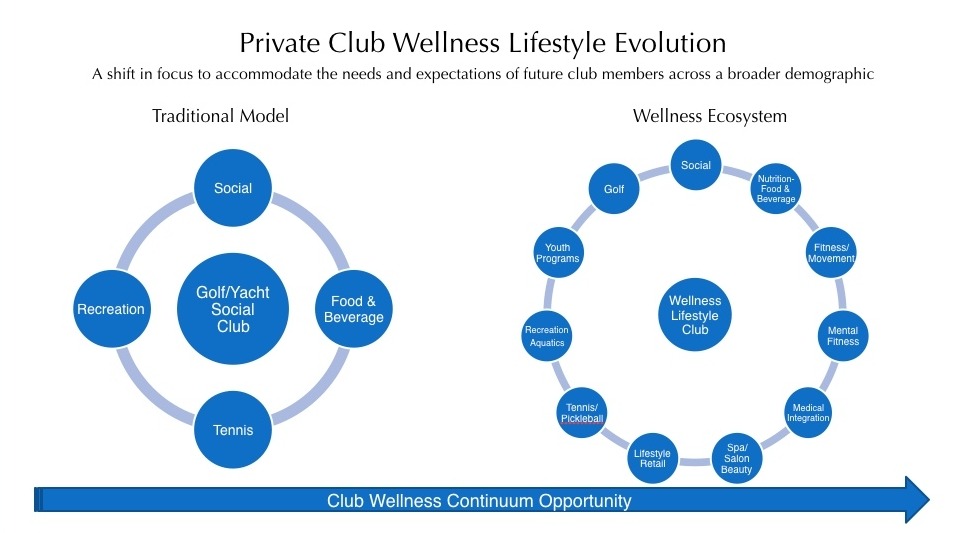 Private Club Wellness Lifestyle Evolution
A shift in focus to accommodate the needs and expectations of future club members across a broader demographic
Traditional Model
Social
Recreation
Golf/Yacht
Social
Club
Food &
Beverage
Tennis
Wellness Ecosystem
Social
Nutrition-
Food &
Beverage
Fitness/
Movement
Mental
Fitness
Medical
Integration
Spa/
Salon
Beauty
Lifestyle
Retail
Tennis/
Pickleball
Recreation
Aquatics
Youth
Programs
Golf
Wellness
Lifestyle
Club
Club Wellness Continuum Opportunity